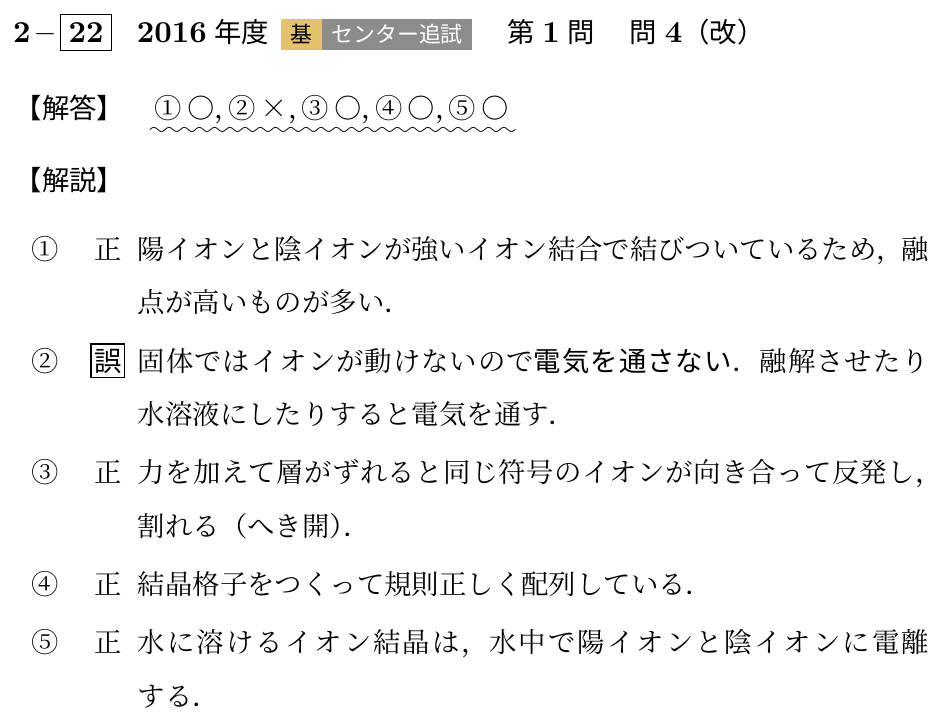 2－22 2016 年度 基 センター追試 第 1 問 問 4（改）
【解答】 ① ○, ② ×, ③ ○, ④ ○, ⑤ ○
【解説】
① 正 陽イオンと陰イオンが強いイオン結合で結びついているため，融
点が高いものが多い．
② 誤 固体ではイオンが動けないので電気を通さない．融解させたり
水溶液にしたりすると電気を通す．
③ 正 力を加えて層がずれると同じ符号のイオンが向き合って反発し，
割れる（へき開）．
④ 正 結晶格子をつくって規則正しく配列している．
⑤ 正 水に溶けるイオン結晶は，水中で陽イオンと陰イオンに電離
する．